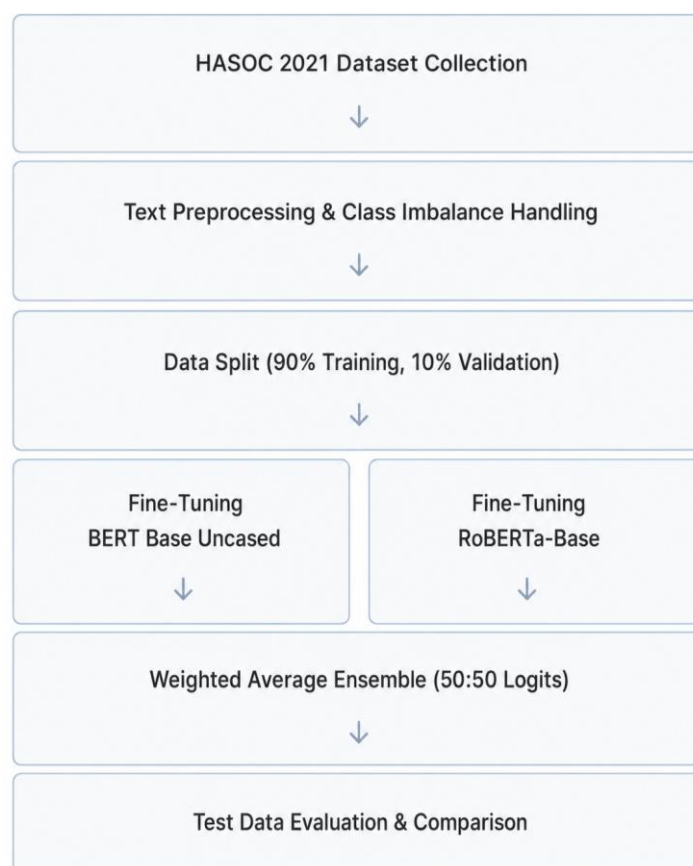 HASOC 2021 Dataset Collection
Text Preprocessing & Class Imbalance Handling
Data Split (90% Training, 10% Validation)
Fine-Tuning
BERT Base Uncased
Fine-Tuning
RoBERTa-Base
Weighted Average Ensemble (50:50 Logits)
Test Data Evaluation & Comparison